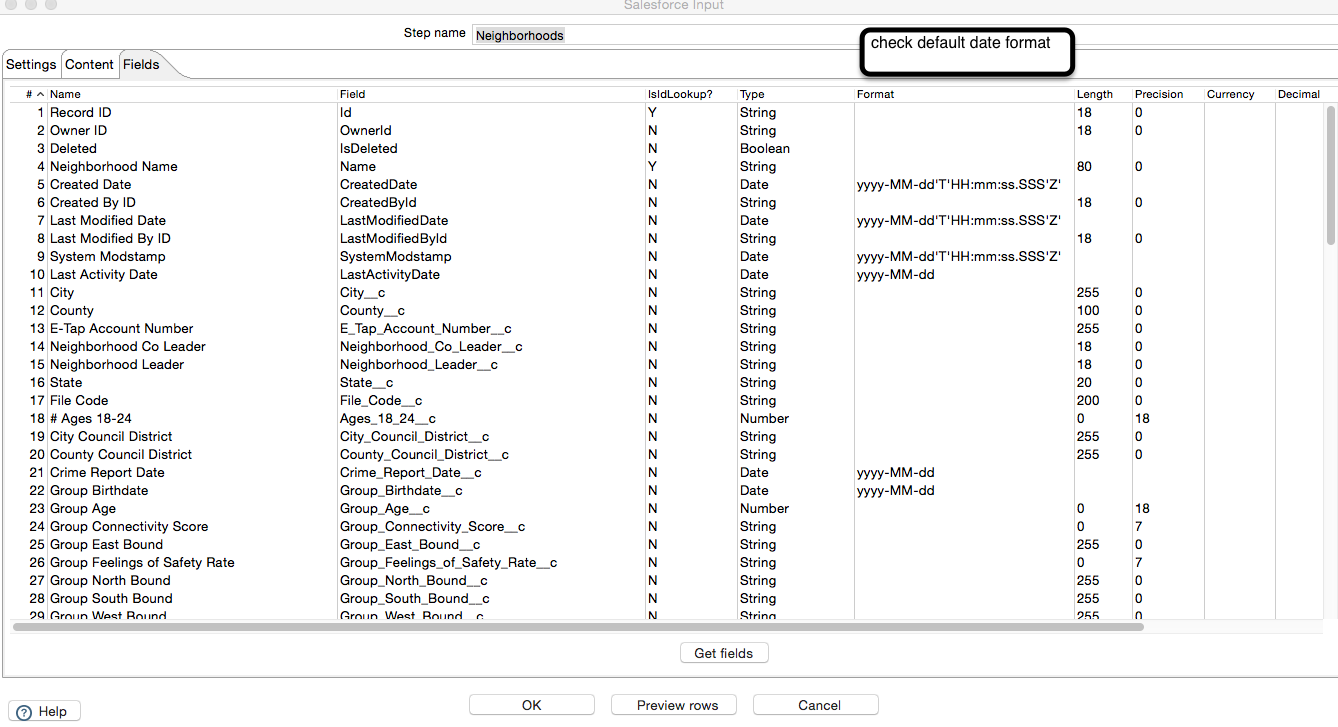 Salesforce Input
Step name Neighborhoods
check default date format
Settings Content Fields
# Name Field IsIdLookup? Type Format Length Precision Currency Decimal
1 Record ID Id Y String 18 0
2 Owner ID OwnerId N String 18 0
3 Deleted IsDeleted N Boolean
4 Neighborhood Name Name Y String 80 0
5 Created Date CreatedDate N Date yyyy-MM-dd'T'HH:mm:ss.SSS'Z'
6 Created By ID CreatedById N String 18 0
7 Last Modified Date LastModifiedDate N Date yyyy-MM-dd'T'HH:mm:ss.SSS'Z'
8 Last Modified By ID LastModifiedById N String 18 0
9 System Modstamp SystemModstamp N Date yyyy-MM-dd'T'HH:mm:ss.SSS'Z'
10 Last Activity Date LastActivityDate N Date yyyy-MM-dd
11 City City__c N String 255 0
12 County County__c N String 100 0
13 E-Tap Account Number E_Tap_Account_Number__c N String 255 0
14 Neighborhood Co Leader Neighborhood_Co_Leader__c N String 18 0
15 Neighborhood Leader Neighborhood_Leader__c N String 18 0
16 State State__c N String 20 0
17 File Code File_Code__c N String 200 0
18 # Ages 18-24 Ages_18_24__c N Number 0 18
19 City Council District City_Council_District__c N String 255 0
20 County Council District County_Council_District__c N String 255 0
21 Crime Report Date Crime_Report_Date__c N Date yyyy-MM-dd
22 Group Birthdate Group_Birthdate__c N Date yyyy-MM-dd
23 Group Age Group_Age__c N Number 0 18
24 Group Connectivity Score Group_Connectivity_Score__c N String 0 7
25 Group East Bound Group_East_Bound__c N String 255 0
26 Group Feelings of Safety Rate Group_Feelings_of_Safety_Rate__c N String 0 7
27 Group North Bound Group_North_Bound__c N String 255 0
28 Group South Bound Group_South_Bound__c N String 255 0
29 Group West Bound Group_West_Bound__c N String 255 0
Get fields
Help OK Preview rows Cancel